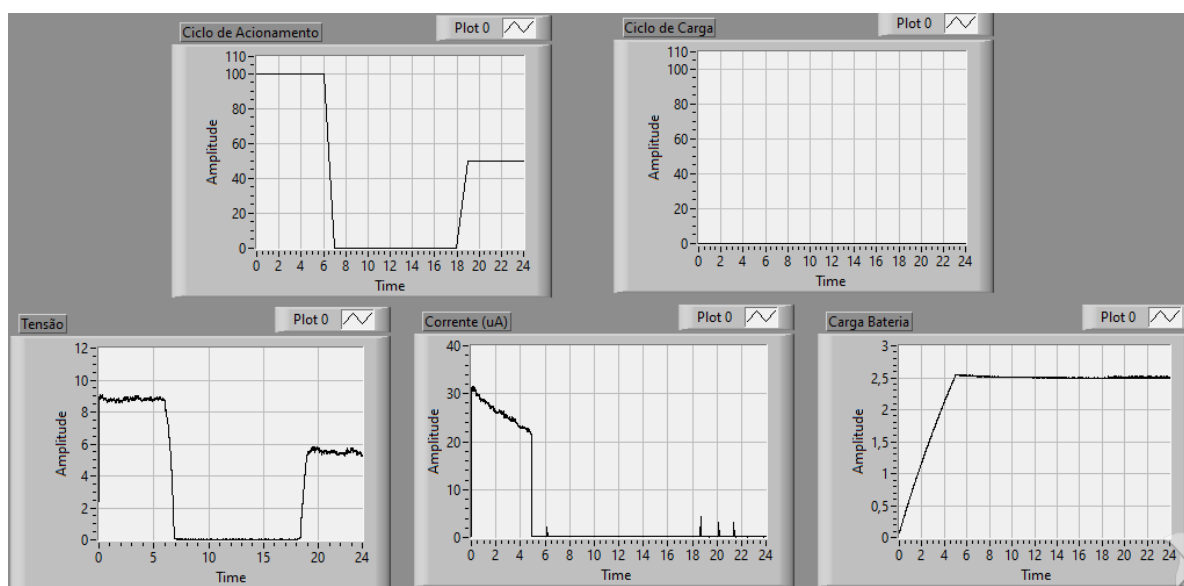 Ciclo de Acionamento
Plot 0
110
100
80
60
40
20
0
Amplitude
0 2 4 6 8 10 12 14 16 18 20 22 24
Time
Ciclo de Carga
Plot 0
110
100
80
60
40
20
0
Amplitude
0 2 4 6 8 10 12 14 16 18 20 22 24
Time
Tensão
Plot 0
12
10
8
6
4
2
0
Amplitude
0 5 10 15 20 24
Time
Corrente (uA)
Plot 0
40
30
20
10
0
Amplitude
0 2 4 6 8 10 12 14 16 18 20 22 24
Time
Carga Bateria
Plot 0
3
2,5
2
1,5
1
0,5
0
Amplitude
0 2 4 6 8 10 12 14 16 18 20 22 24
Time